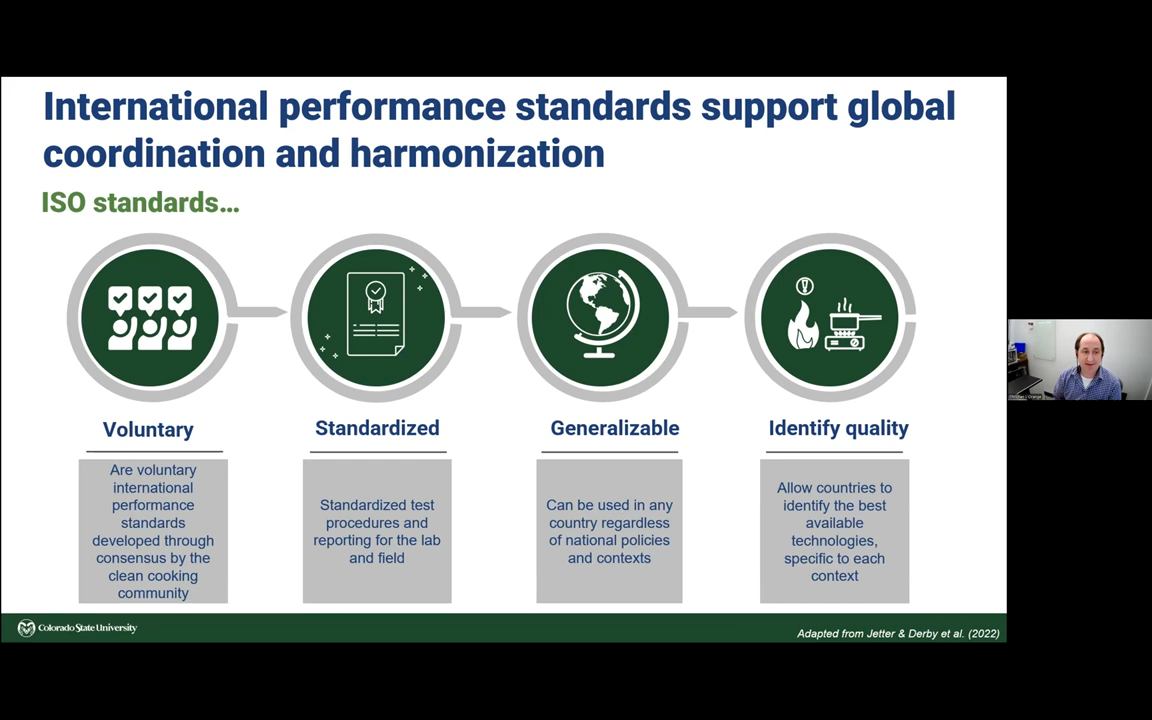 International performance standards support global
coordination and harmonization
ISO standards...
Voluntary
Are voluntary
international
performance
standards
developed through
consensus by the
clean cooking
community
Standardized
Standardized test
procedures and
reporting for the lab
and field
Generalizable
Can be used in any
country regardless
of national policies
and contexts
Identify quality
Allow countries to
identify the best
available
technologies,
specific to each
context
Colorado State University
Adapted from Jetter & Derby et al. (2022)